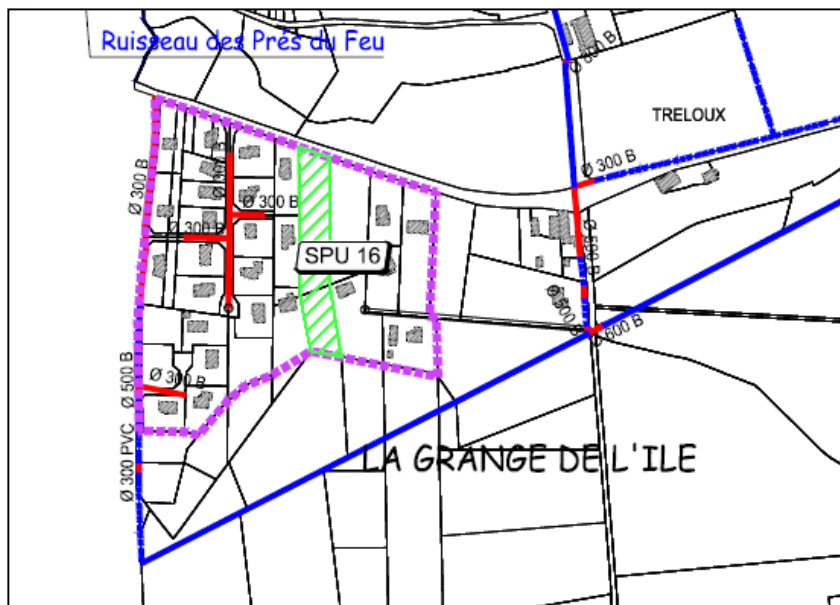 Ruisseau des Prés du Feu
Ø 300 B
TRELOUX
Ø 300 B
Ø 300 B
Ø 300 B
Ø 300 B
Ø 300 B
SPU 16
Ø 500 B
Ø 600 B
Ø 500 B
Ø 300 B
Ø 300 PVC
LA GRANGE DE L'ILE